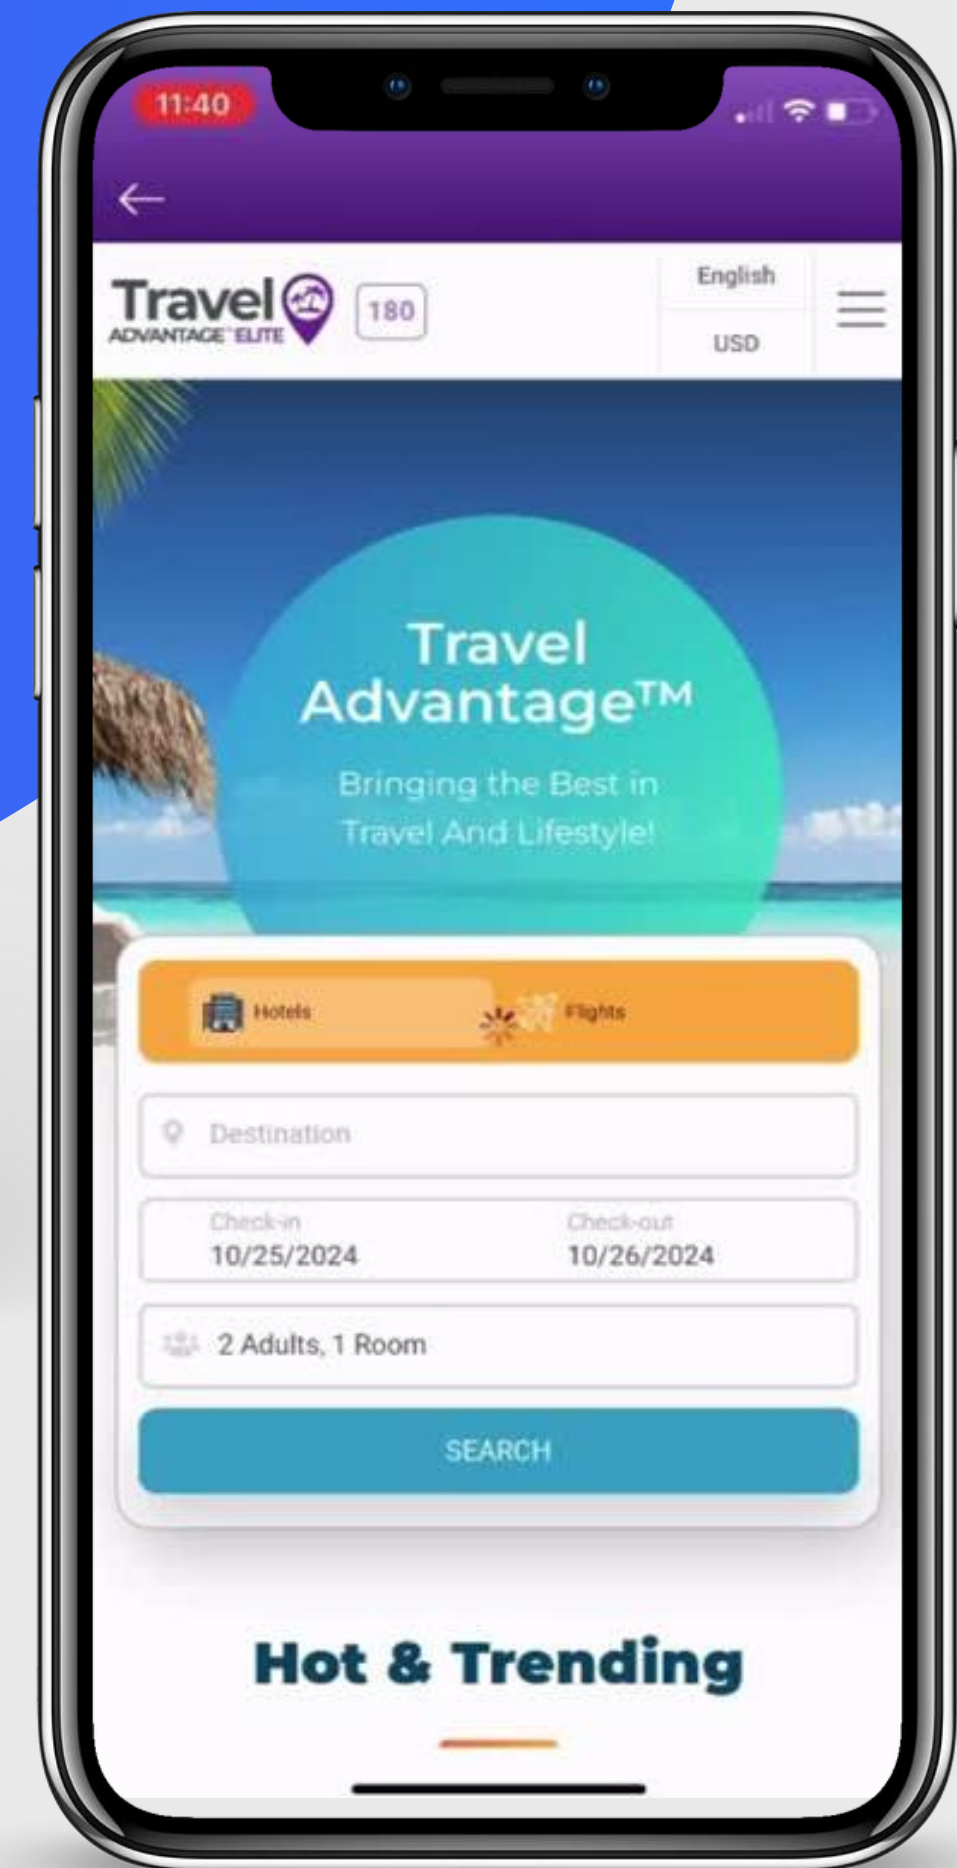 11:40
Travel
ADVANTAGE™ ELITE
180
English
USD
Travel
Advantage™
Bringing the Best in
Travel And Lifestyle!
Hotels
Flights
Destination
Check-in
Check-out
10/25/2024
10/26/2024
2 Adults, 1 Room
SEARCH
Hot & Trending